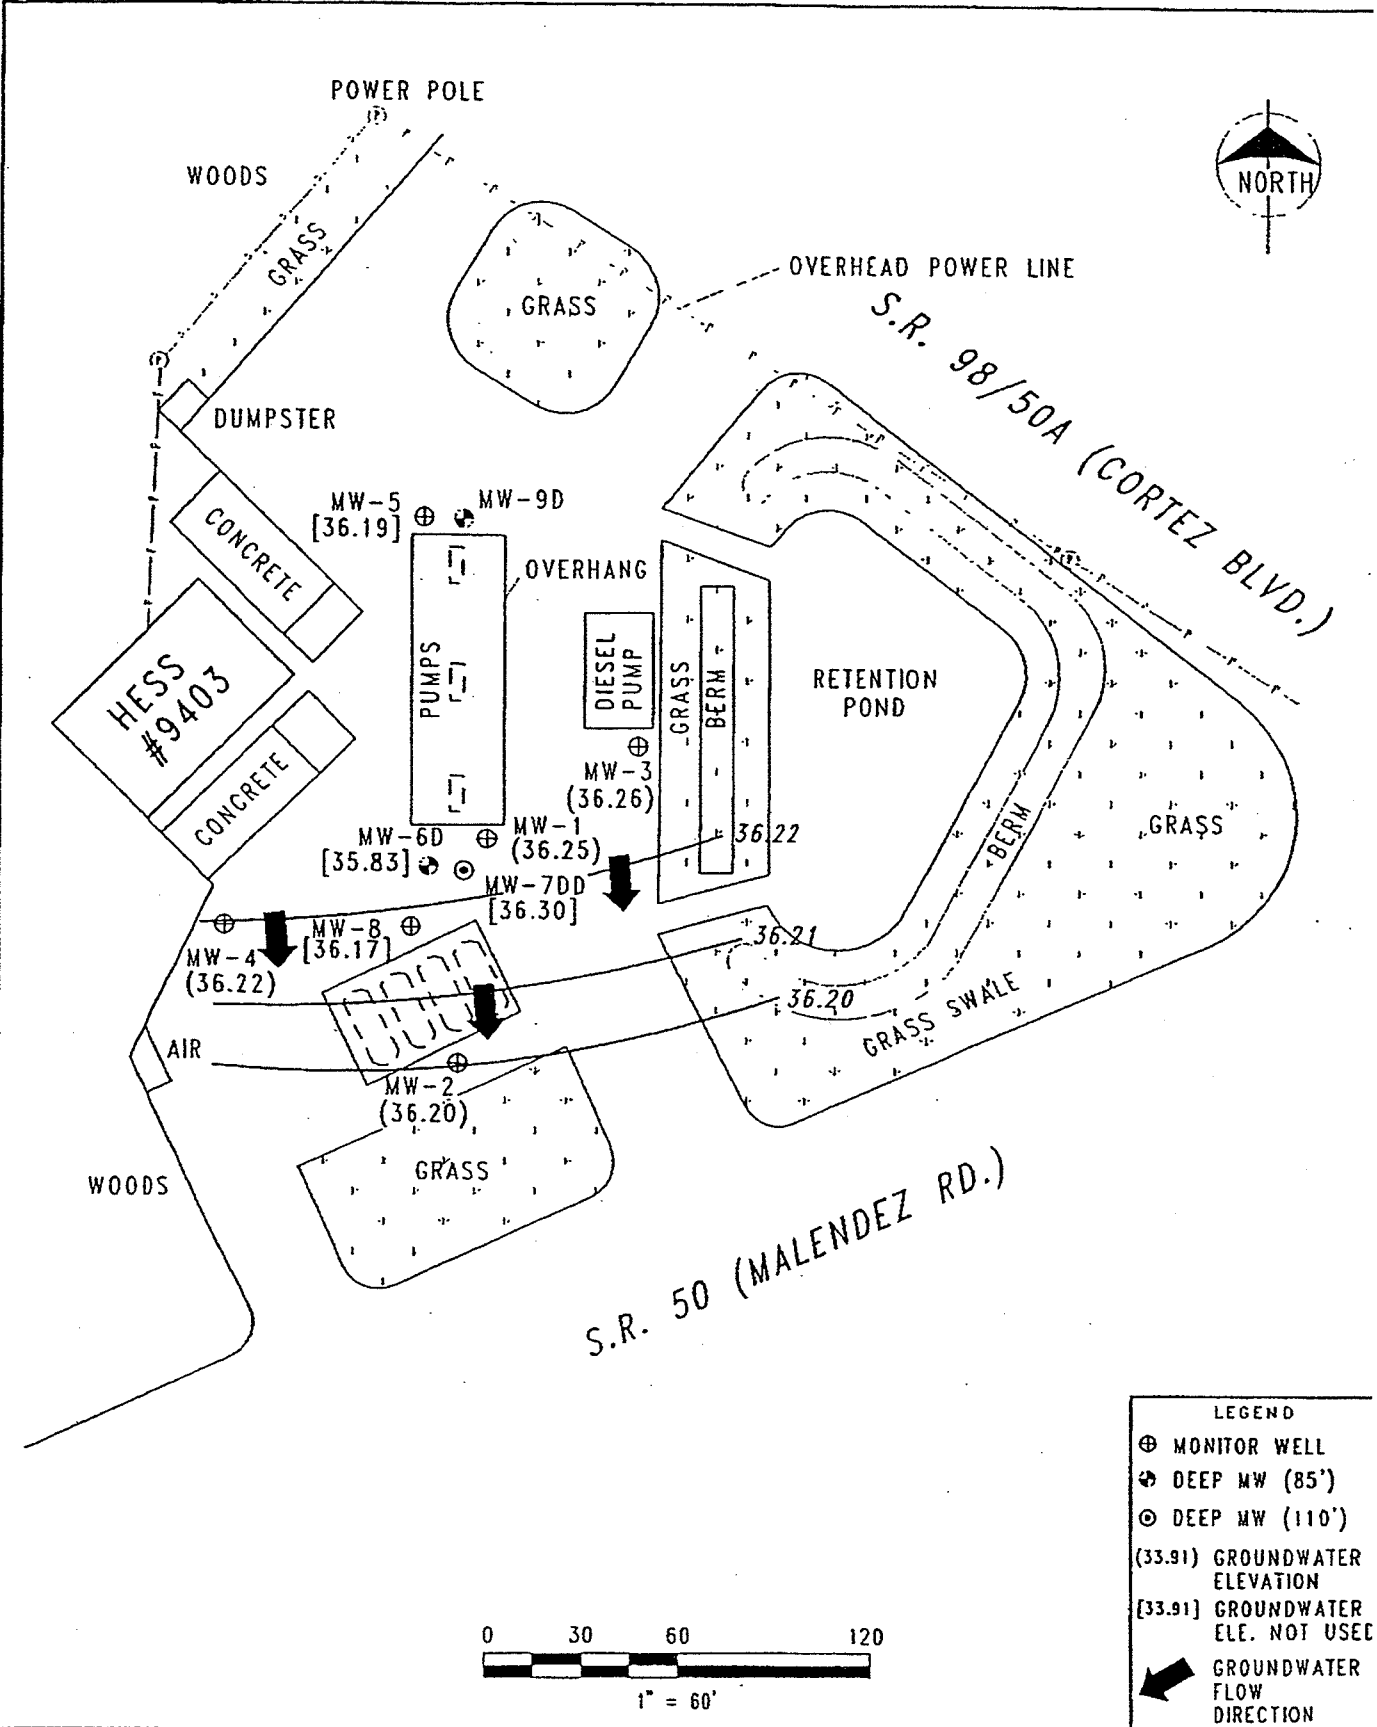 POWER POLE
WOODS
GRASS
NORTH
OVERHEAD POWER LINE
GRASS
S.R. 98/50A (CORTEZ BLVD.)
DUMPSTER
MW-5
[36.19]
MW-9D
CONCRETE
OVERHANG
HESS
#9403
PUMPS
DIESEL
PUMP
GRASS
BERM
RETENTION
POND
MW-3
(36.26)
CONCRETE
MW-6D
[35.83]
MW-1
(36.25)
36.22
BERM
GRASS
MW-7DD
[36.30]
MW-8
[36.17]
MW-4
(36.22)
36.21
36.20
GRASS SWALE
AIR
MW-2
(36.20)
GRASS
WOODS
S.R. 50 (MALENDEZ RD.)
LEGEND
MONITOR WELL
DEEP MW (85')
DEEP MW (110')
(33.91) GROUNDWATER
ELEVATION
[33.91] GROUNDWATER
ELE. NOT USED
GROUNDWATER
FLOW
DIRECTION
0 30 60 120
1" = 60'